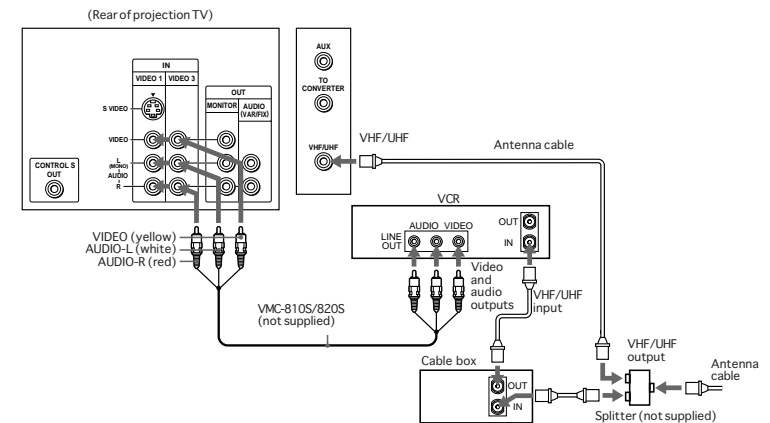 (Rear of projection TV)
IN
VIDEO 1 VIDEO 3
OUT
MONITOR AUDIO
(VAR/FIX)
S VIDEO
VIDEO
L
(MONO)
AUDIO
R
CONTROL S
OUT
AUX
TO
CONVERTER
VHF/UHF
VHF/UHF
Antenna cable
VCR
AUDIO VIDEO
LINE
OUT
OUT
IN
VIDEO (yellow)
AUDIO-L (white)
AUDIO-R (red)
Video
and
audio
outputs
VHF/UHF
input
VMC-810S/820S
(not supplied)
Cable box
OUT
IN
VHF/UHF
output
Antenna
cable
Splitter (not supplied)